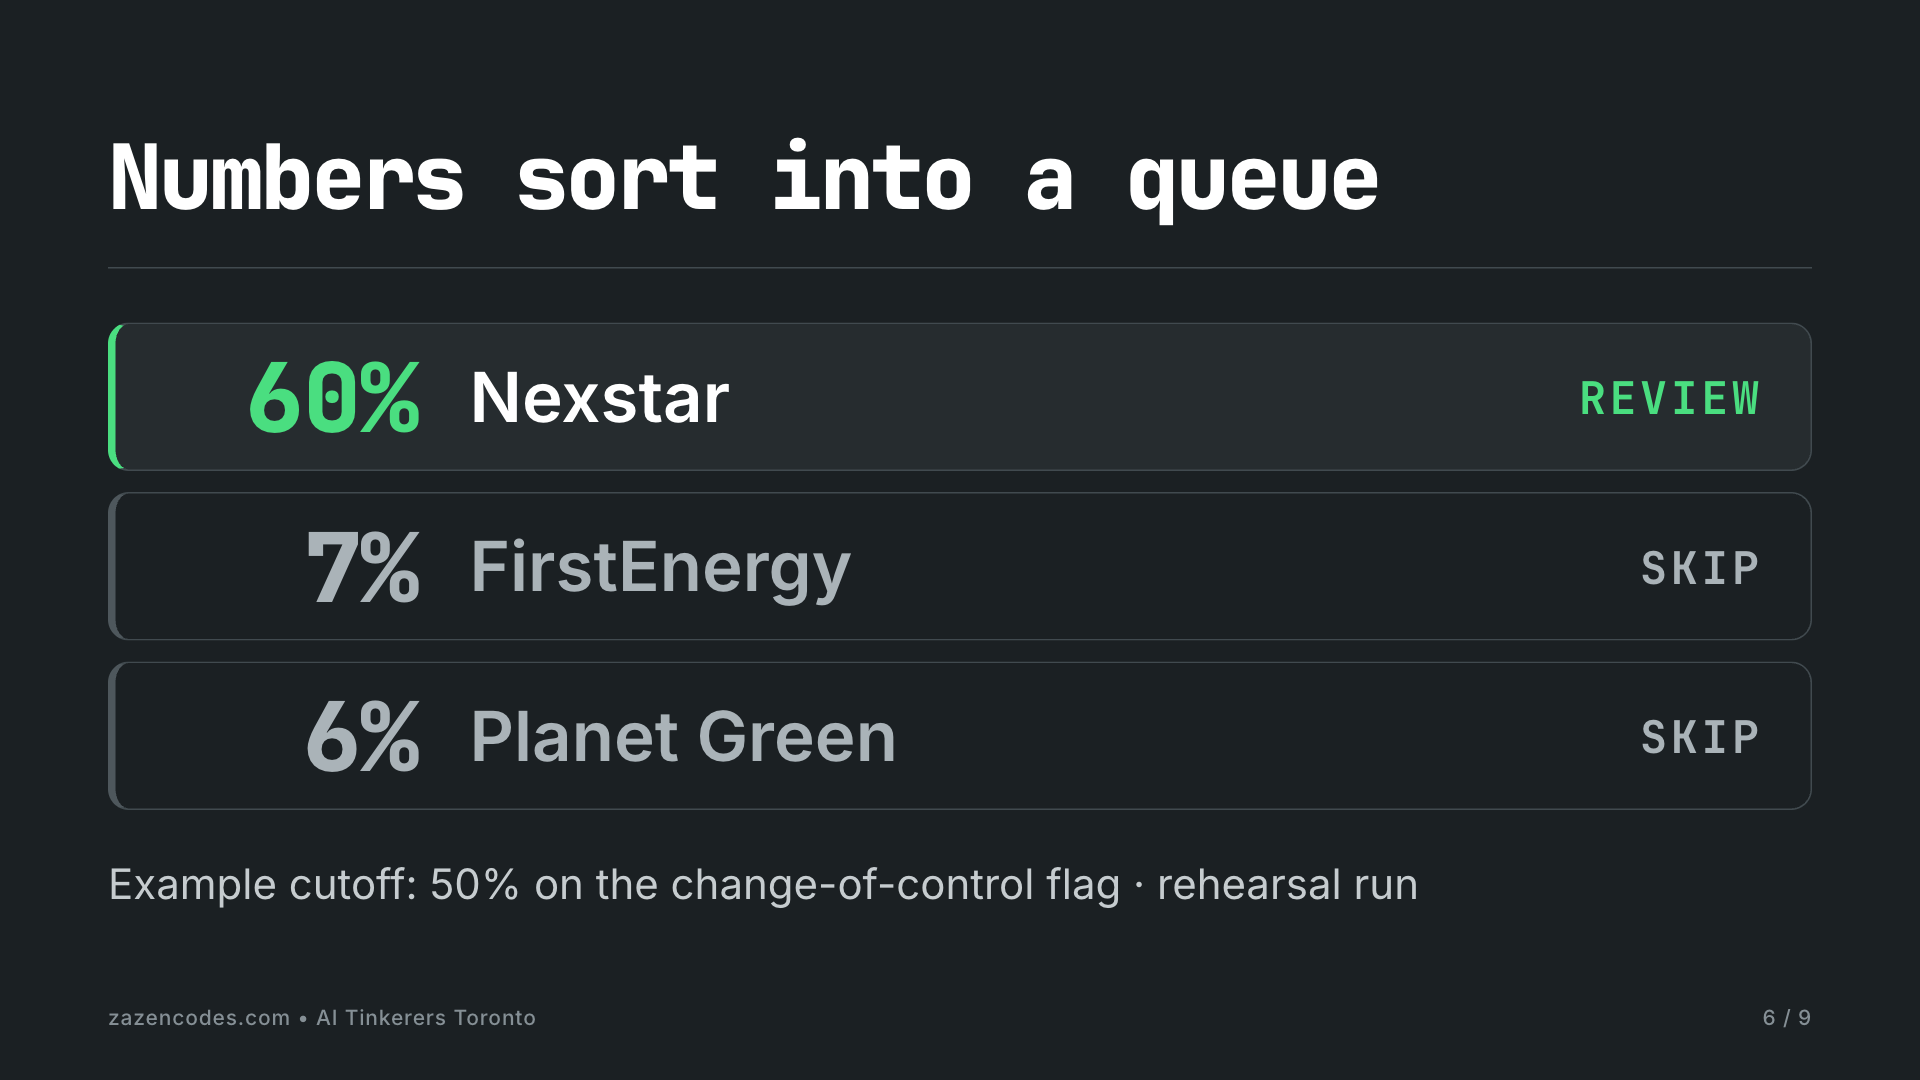 Numbers sort into a queue
60% Nexstar REVIEW
7% FirstEnergy SKIP
6% Planet Green SKIP
Example cutoff: 50% on the change-of-control flag · rehearsal run
zazencodes.com • AI Tinkerers Toronto 6 / 9